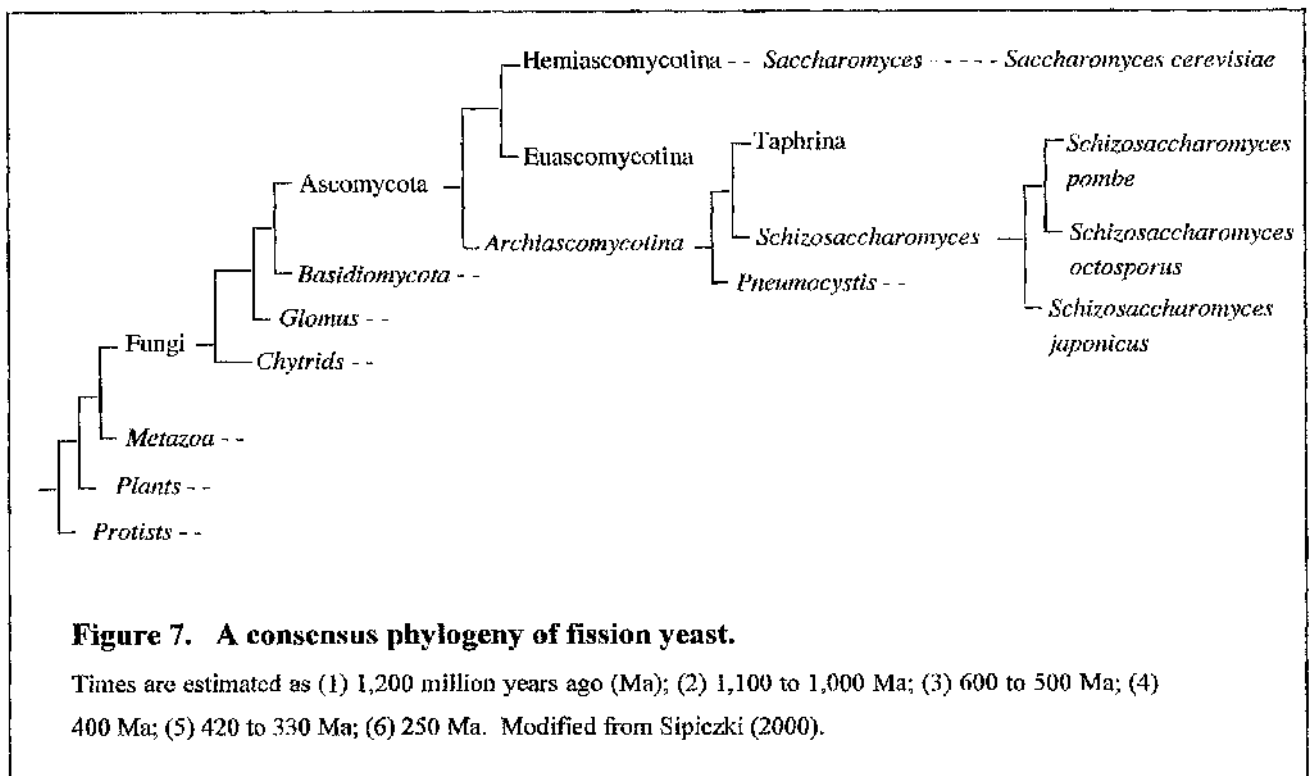 Hemiascomycotina - - Saccharomyces - - - - - - Saccharomyces cerevisiae
Euascomycotina
Taphrina
Schizosaccharomyces
pombe
Ascomycota
Archiascomycotina
Schizosaccharomyces
Schizosaccharomyces
octosporus
Basidiomycota - -
Pneumocystis - -
Glomus - -
Schizosaccharomyces
japonicus
Fungi
Chytrids - -
Metazoa - -
Plants - -
Protists - -
Figure 7. A consensus phylogeny of fission yeast.
Times are estimated as (1) 1,200 million years ago (Ma); (2) 1,100 to 1,000 Ma; (3) 600 to 500 Ma; (4)
400 Ma; (5) 420 to 330 Ma; (6) 250 Ma. Modified from Sipiczki (2000).